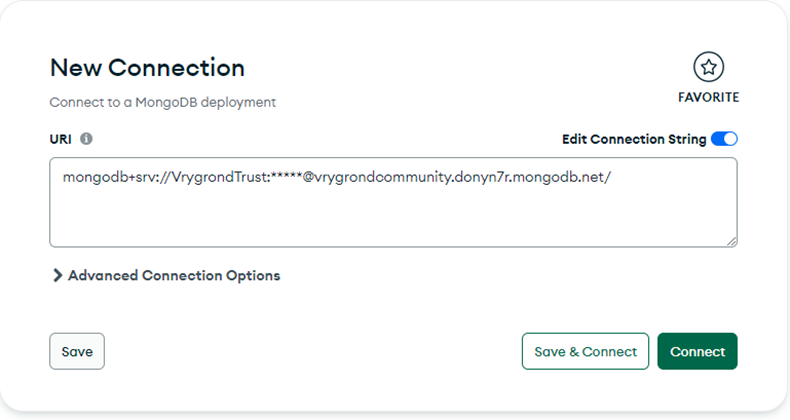 New Connection
FAVORITE
Connect to a MongoDB deployment
URI
Edit Connection String
mongodb+srv://VrygrondTrust:*****@vrygrondcommunity.donyn7r.mongodb.net/
Advanced Connection Options
Save
Save & Connect
Connect